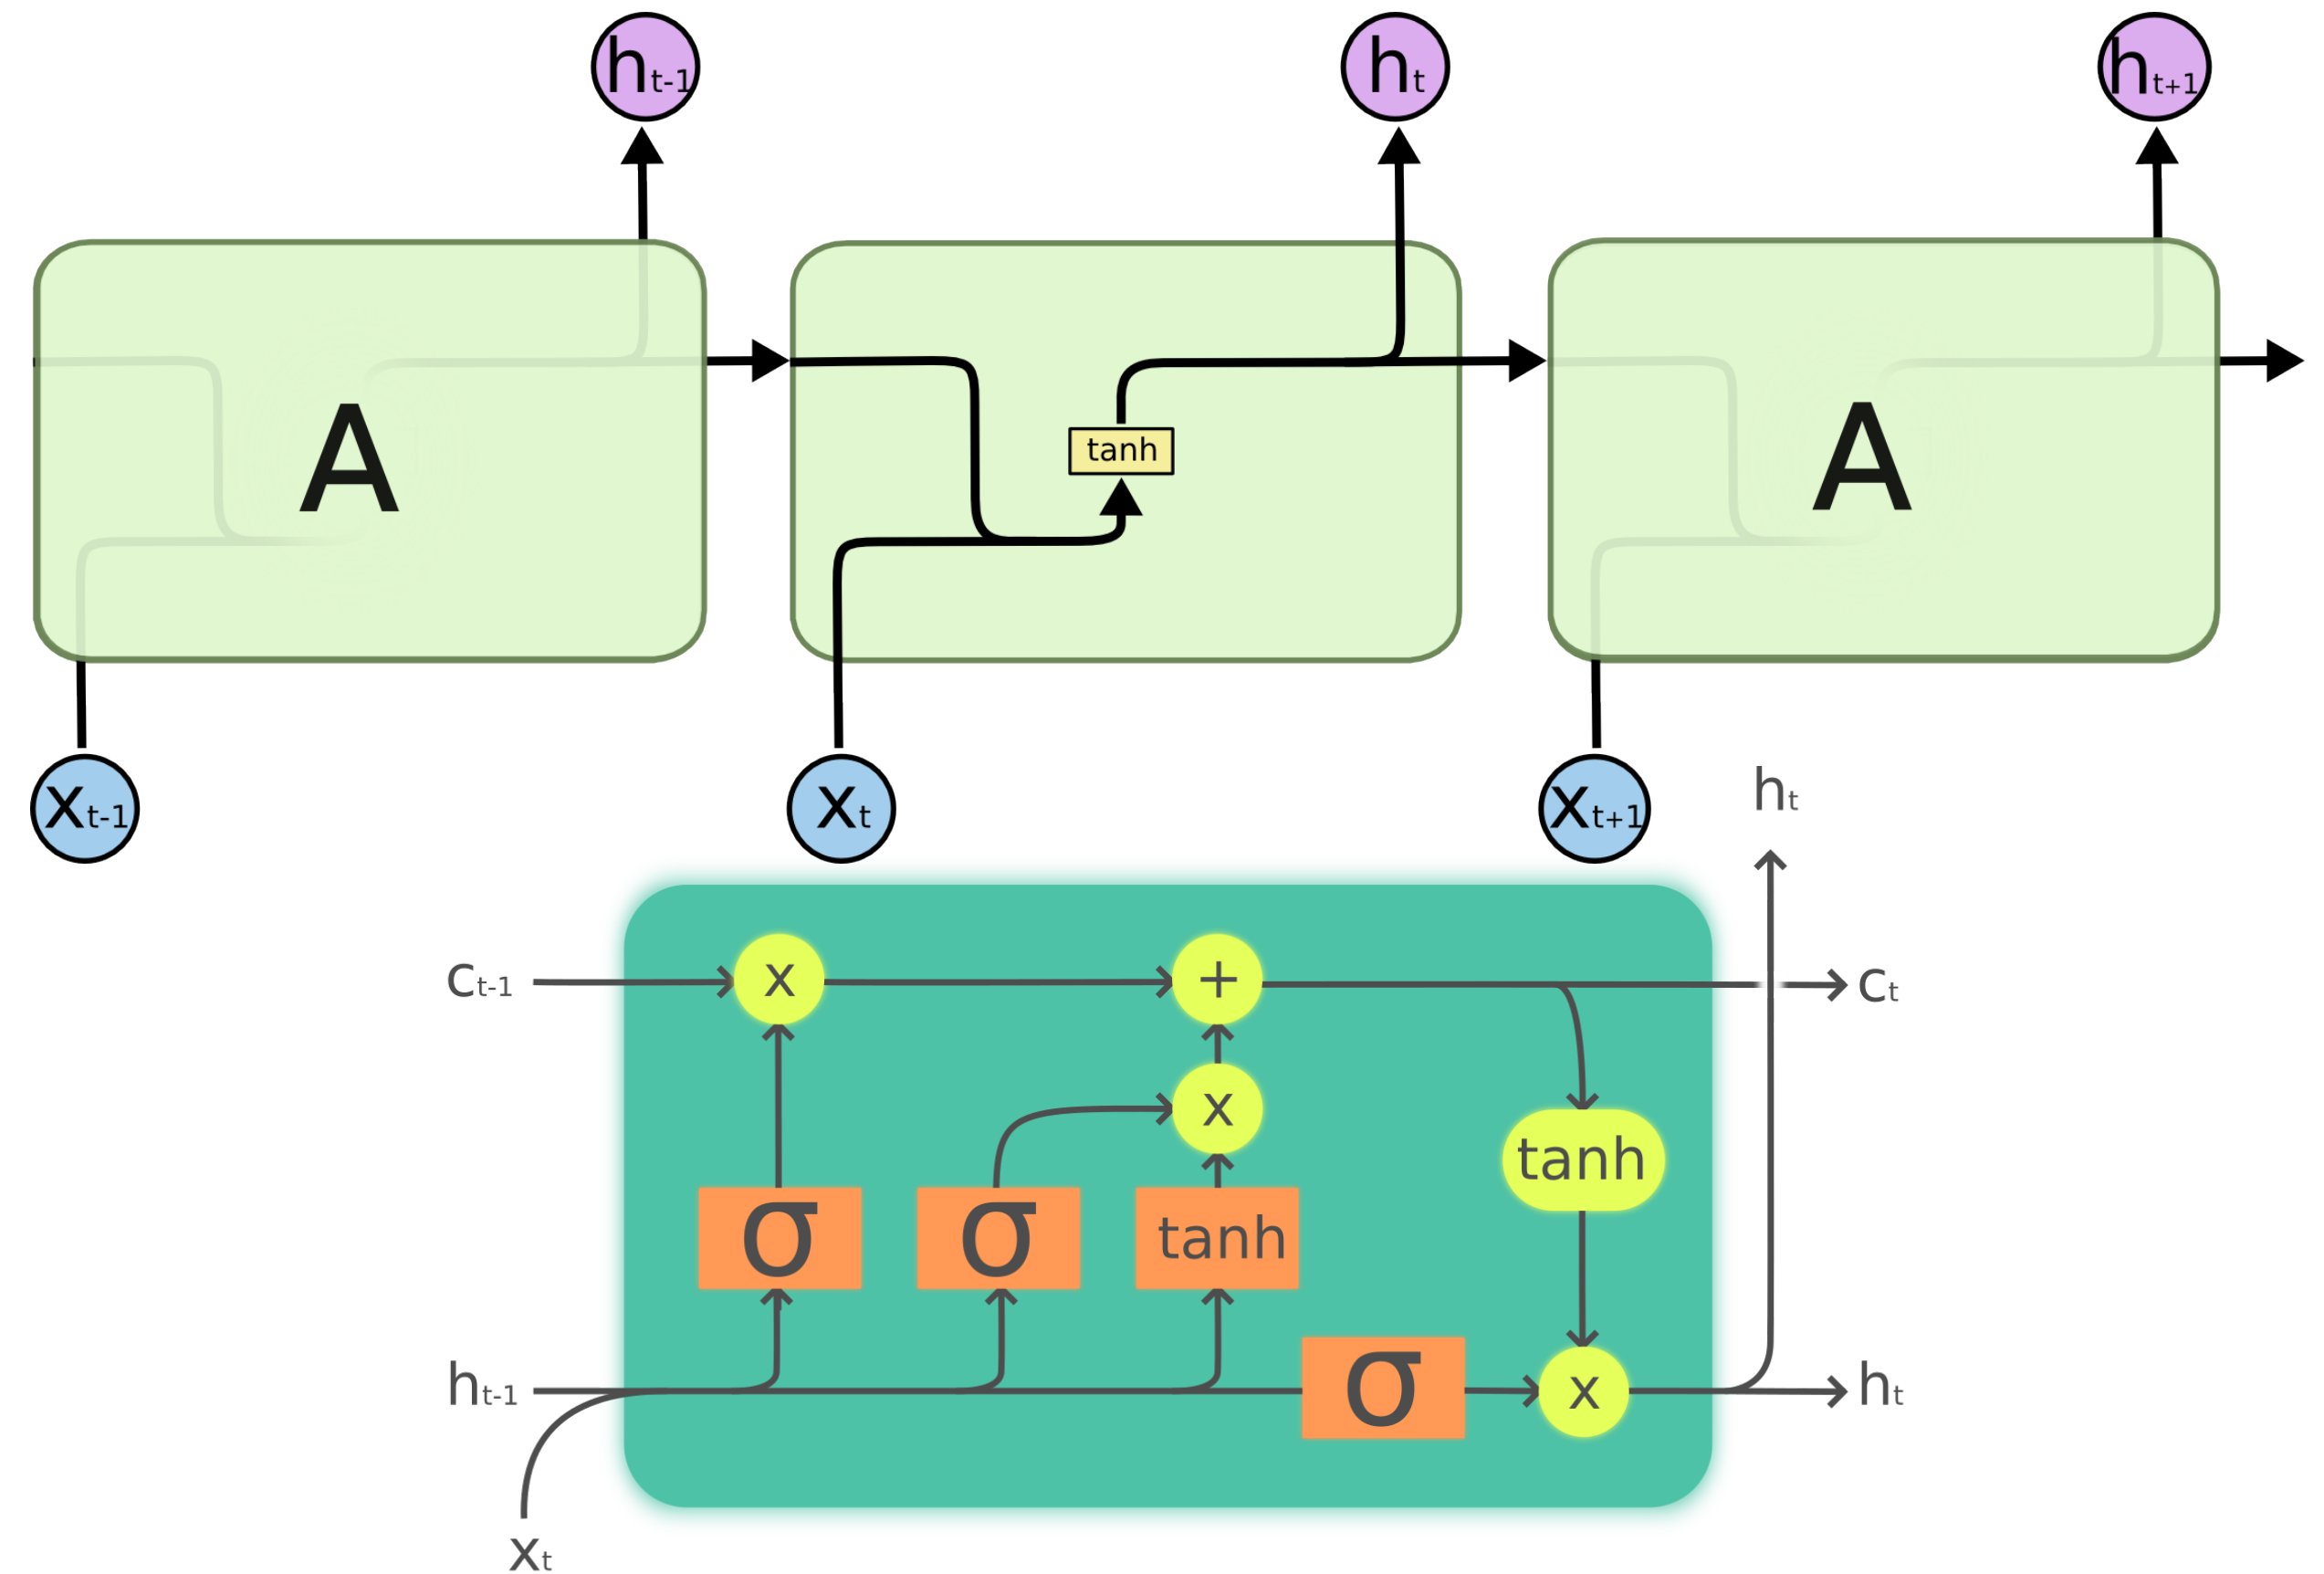 ht-1
ht
ht+1
A
tanh
A
xt-1
xt
xt+1
ht
ct-1
x
+
ct
x
tanh
σ
σ
tanh
ht-1
σ
x
ht
xt